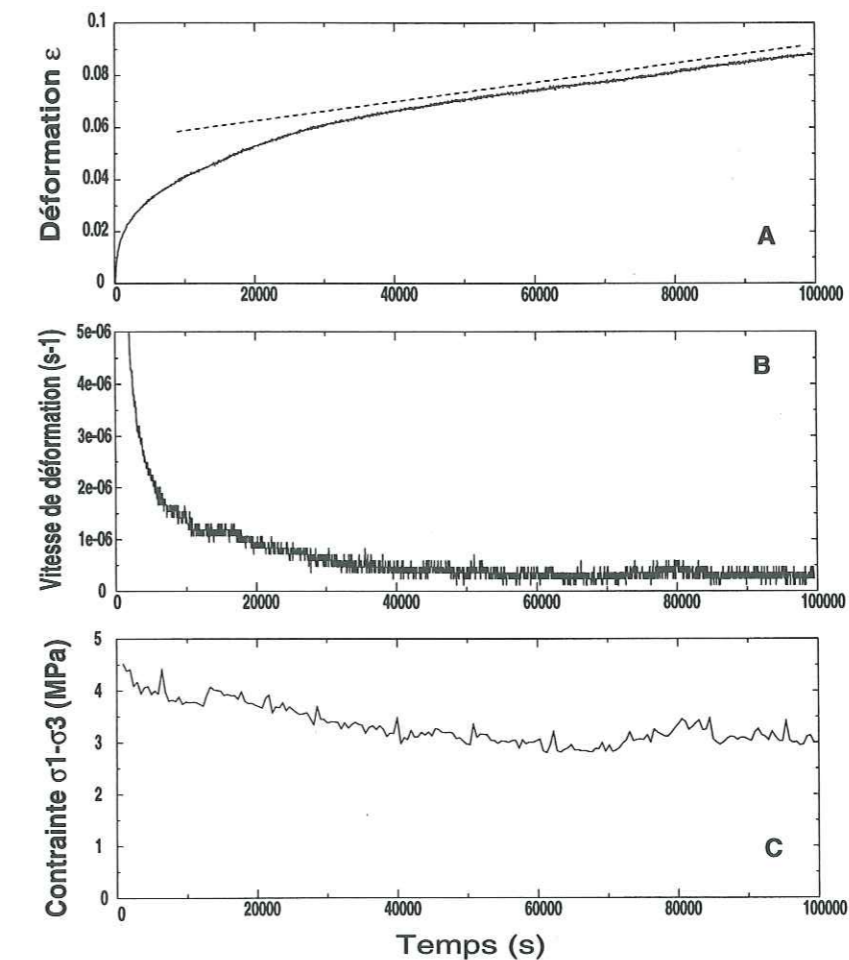 Déformation ε
0.1
0.08
0.06
0.04
0.02
0
0 20000 40000 60000 80000 100000
A
Vitesse de déformation (s-1)
5e-06
4e-06
3e-06
2e-06
1e-06
0
0 20000 40000 60000 80000 100000
B
Contrainte σ1-σ3 (MPa)
5
4
3
2
1
0
0 20000 40000 60000 80000 100000
C
Temps (s)